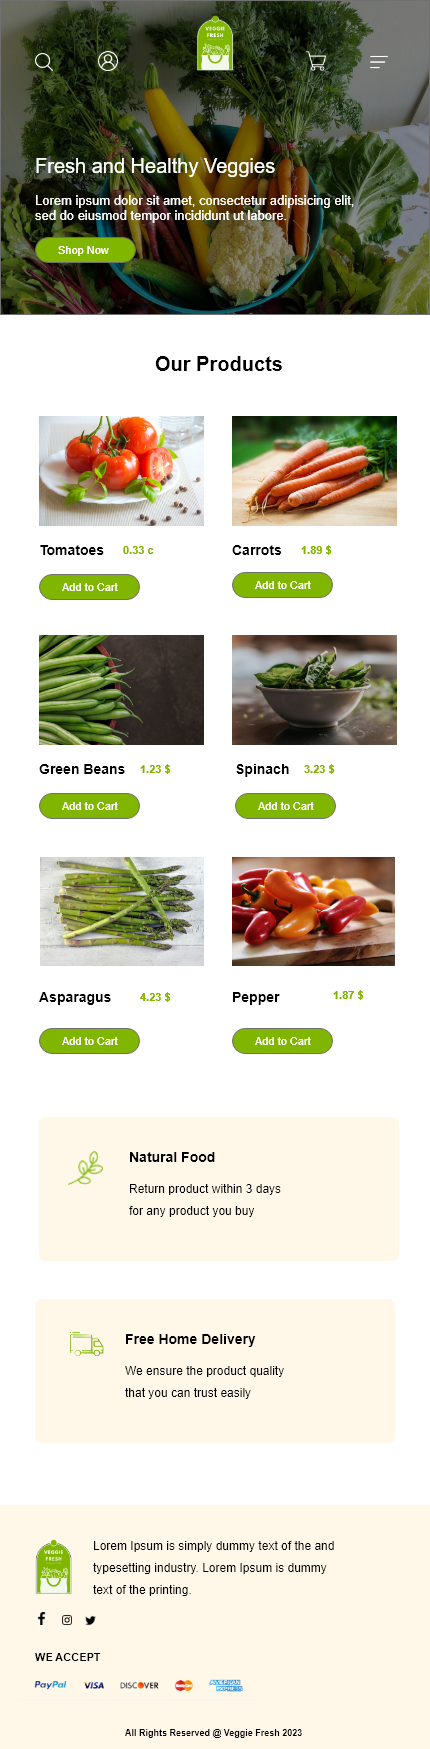 VEGGIE
FRESH
Fresh and Healthy Veggies
Lorem ipsum dolor sit amet, consectetur adipisicing elit,
sed do eiusmod tempor incididunt ut labore.
Shop Now
Our Products
Tomatoes 0.33 c
Carrots 1.89 $
Add to Cart
Add to Cart
Green Beans 1.23 $
Spinach 3.23 $
Add to Cart
Add to Cart
Asparagus 4.23 $
Pepper 1.87 $
Add to Cart
Add to Cart
Natural Food
Return product within 3 days
for any product you buy
Free Home Delivery
We ensure the product quality
that you can trust easily
VEGGIE
FRESH
Lorem Ipsum is simply dummy text of the and
typesetting industry. Lorem Ipsum is dummy
text of the printing.
WE ACCEPT
PayPal VISA DISCOVER MasterCard AMERICAN EXPRESS
All Rights Reserved @ Veggie Fresh 2023